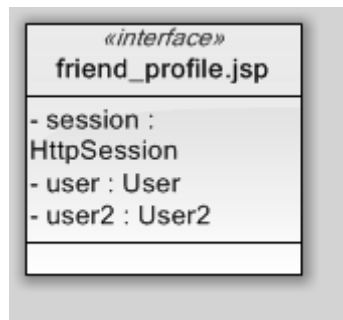 «interface»
friend_profile.jsp
- session :
HttpSession
- user : User
- user2 : User2